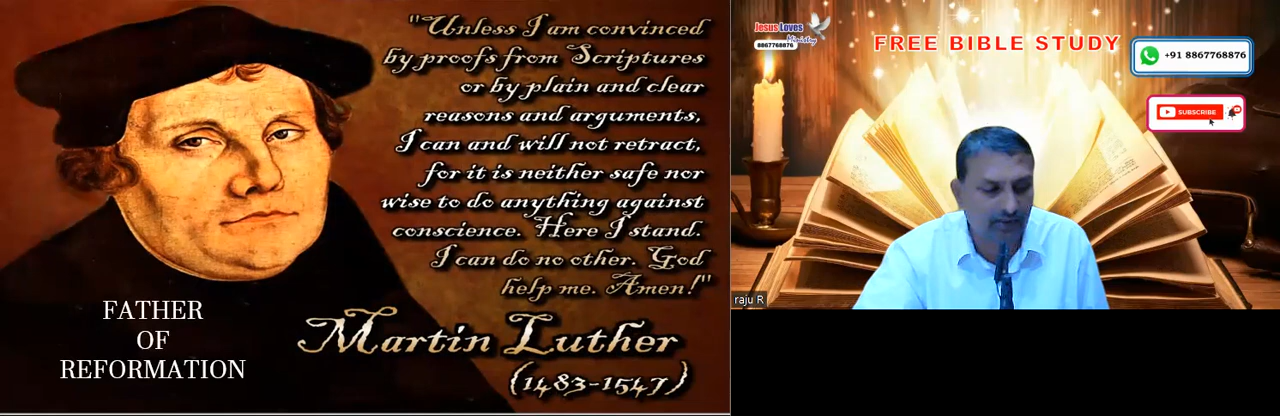 "Unless I am convinced
by proofs from Scriptures
or by plain and clear
reasons and arguments,
I can and will not retract,
for it is neither safe nor
wise to do anything against
conscience. Here I stand.
I can do no other. God
help me. Amen!"
Martin Luther
(1483-1547)
FATHER
OF
REFORMATION
Jesus Loves
Ministry
8867768876
FREE BIBLE STUDY
+91 8867768876
SUBSCRIBE
raju R